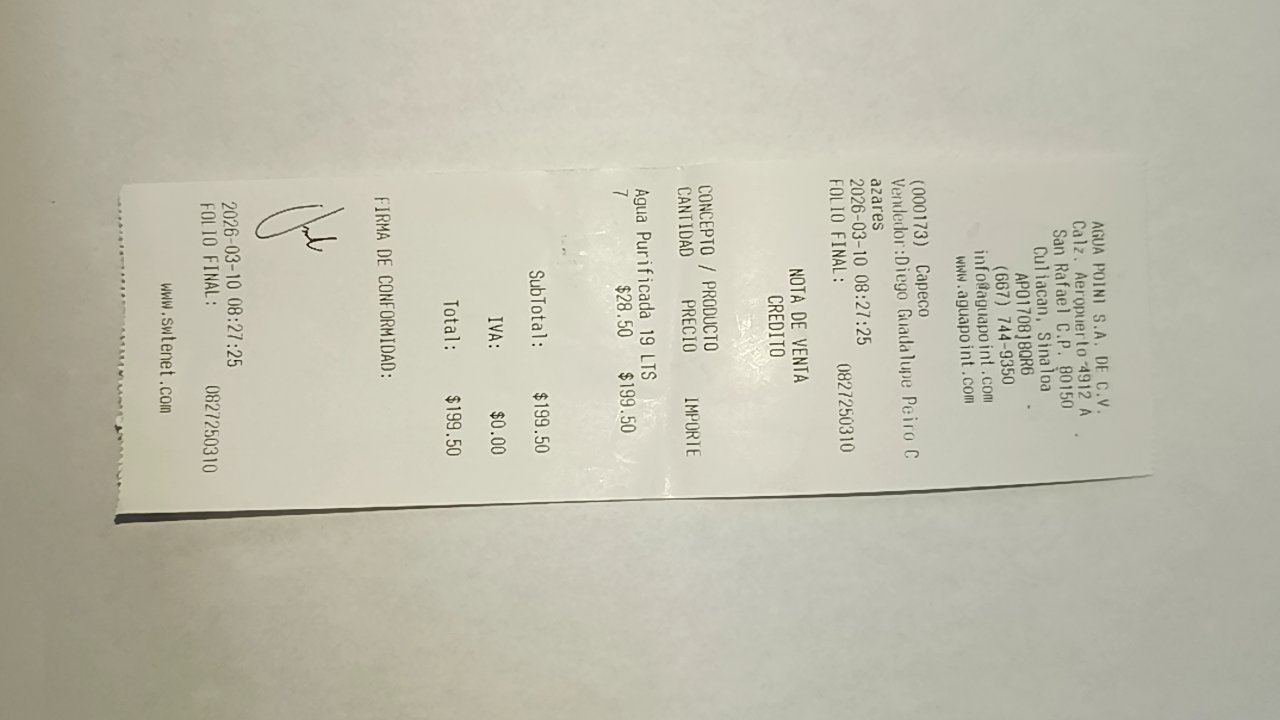 AGUA POINT S.A. DE C.V.
Calz. Aeropuerto 4912 A
San Rafael C.P. 80150
Culiacan, Sinaloa
APO170818QR6
(667) 744-9350
info@aguapoint.com
www.aguapoint.com
(000173) Capeco
Vendedor:Diego Guadalupe Peiro C
azares
2026-03-10 08:27:25
FOLIO FINAL: 0827250310
NOTA DE VENTA
CREDITO
CONCEPTO / PRODUCTO
CANTIDAD PRECIO IMPORTE
Agua Purificada 19 LTS
7 $28.50 $199.50
SubTotal: $199.50
IVA: $0.00
Total: $199.50
FIRMA DE CONFORMIDAD:
2026-03-10 08:27:25
FOLIO FINAL: 0827250310
www.swtenet.com